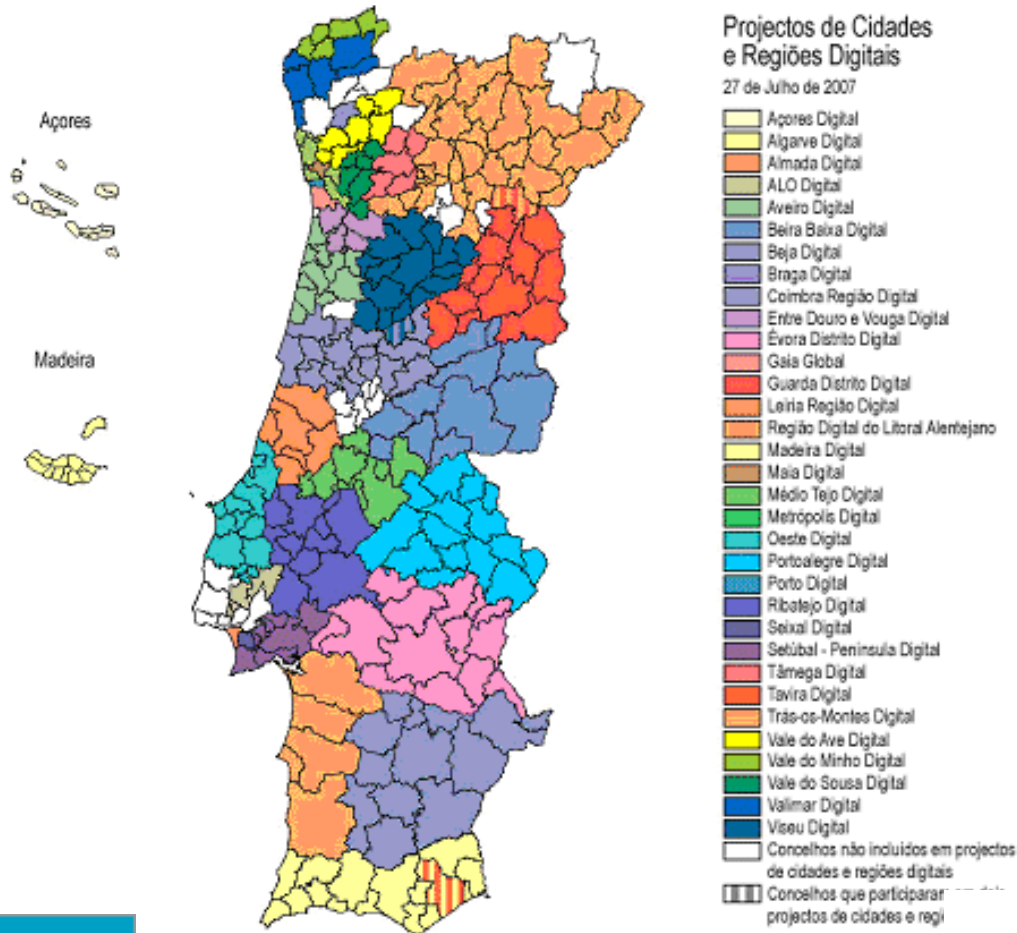 Projectos de Cidades
e Regiões Digitais
27 de Julho de 2007
Açores
Madeira
Açores Digital
Algarve Digital
Almada Digital
ALO Digital
Aveiro Digital
Beira Baixa Digital
Beja Digital
Braga Digital
Coimbra Região Digital
Entre Douro e Vouga Digital
Évora Distrito Digital
Gaia Global
Guarda Distrito Digital
Leiria Região Digital
Região Digital do Litoral Alentejano
Madeira Digital
Maia Digital
Médio Tejo Digital
Metrópolis Digital
Oeste Digital
Portoalegre Digital
Porto Digital
Ribatejo Digital
Seixal Digital
Setúbal - Península Digital
Tâmega Digital
Tavira Digital
Trás-os-Montes Digital
Vale do Ave Digital
Vale do Minho Digital
Vale do Sousa Digital
Valimar Digital
Viseu Digital
Concelhos não incluídos em projectos
de cidades e regiões digitais
Concelhos que participaram
projectos de cidades e regi